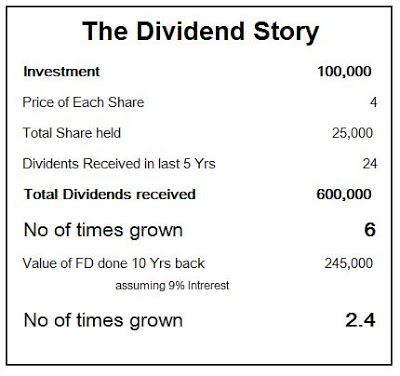 The Dividend Story
Investment 100,000
Price of Each Share 4
Total Share held 25,000
Dividents Received in last 5 Yrs 24
Total Dividends received 600,000
No of times grown 6
Value of FD done 10 Yrs back 245,000
assuming 9% Intrerest
No of times grown 2.4